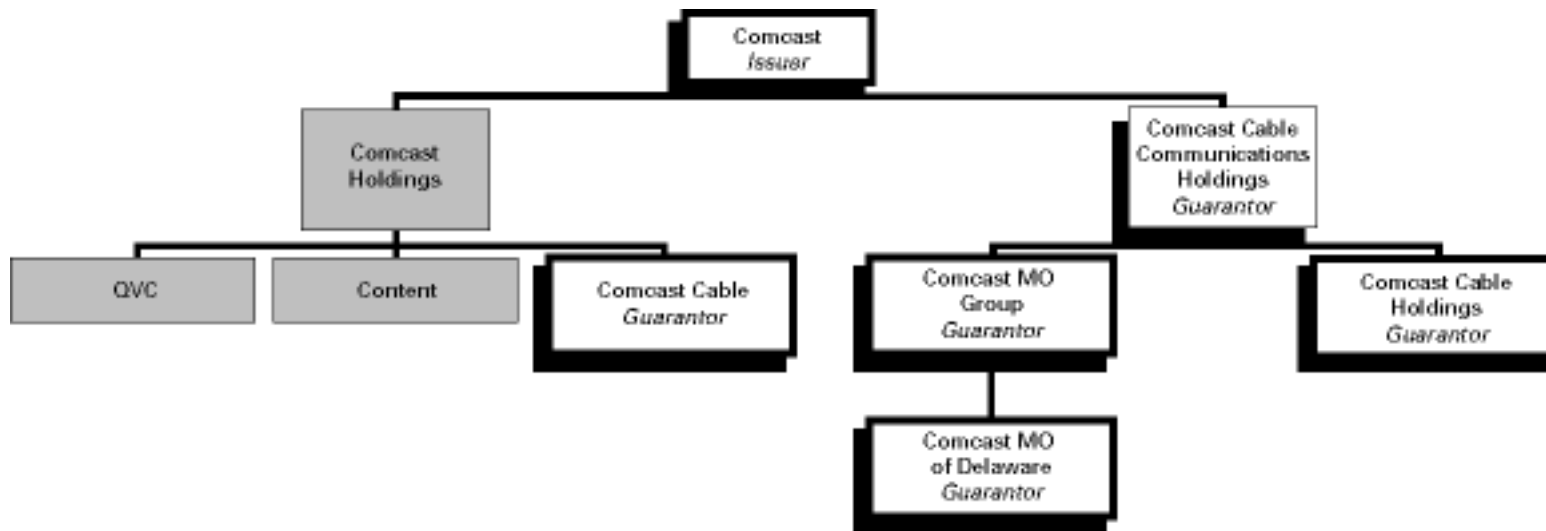 Comcast
Issuer
Comcast
Holdings
Comcast Cable
Communications
Holdings
Guarantor
QVC
Content
Comcast Cable
Guarantor
Comcast MO
Group
Guarantor
Comcast Cable
Holdings
Guarantor
Comcast MO
of Delaware
Guarantor